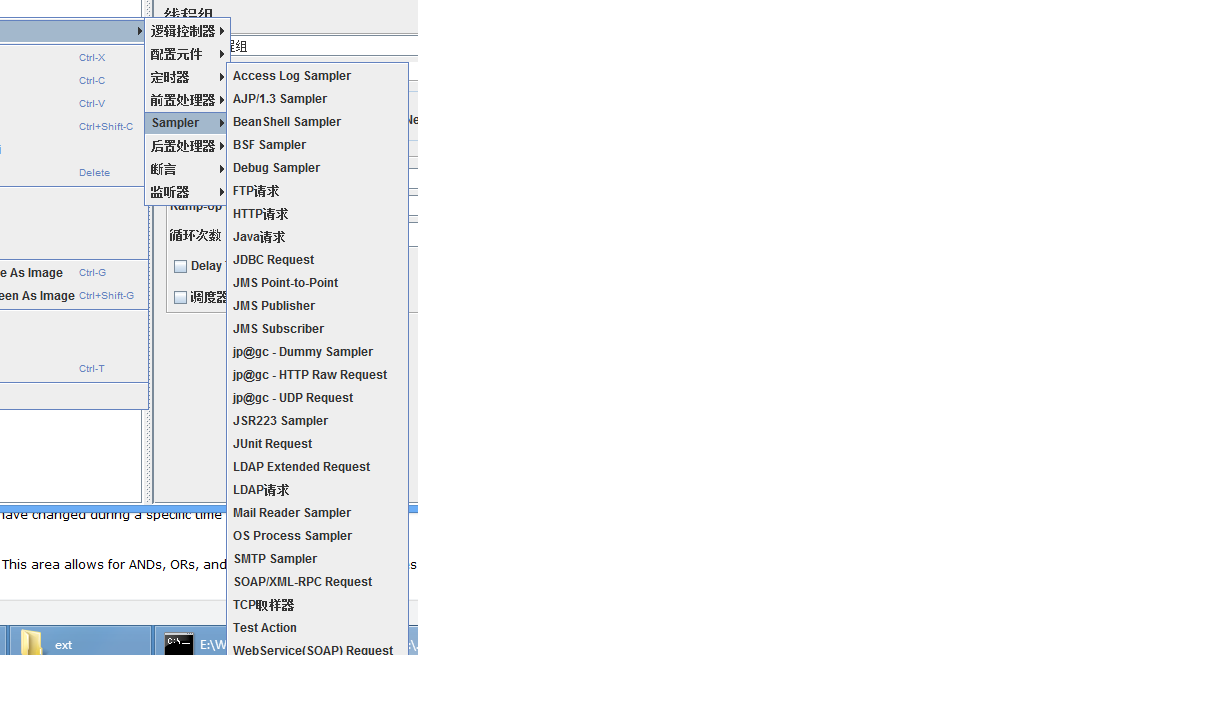 线程组
逻辑控制器
程组
配置元件
Ctrl-X
定时器
Access Log Sampler
Ctrl-C
前置处理器
AJP/1.3 Sampler
Ctrl-V
Sampler
BeanShell Sampler
Ctrl+Shift-C
后置处理器
BSF Sampler
断言
Debug Sampler
Delete
监听器
FTP请求
Ramp-Up
HTTP请求
循环次数
Java请求
Delay
JDBC Request
e As Image
Ctrl-G
JMS Point-to-Point
een As Image
Ctrl+Shift-G
调度器
JMS Publisher
JMS Subscriber
jp@gc - Dummy Sampler
Ctrl-T
jp@gc - HTTP Raw Request
jp@gc - UDP Request
JSR223 Sampler
JUnit Request
LDAP Extended Request
LDAP请求
have changed during a specific time
Mail Reader Sampler
OS Process Sampler
This area allows for ANDs, ORs, and
SMTP Sampler
SOAP/XML-RPC Request
TCP取样器
Test Action
ext
E:\W
WebService(SOAP) Request